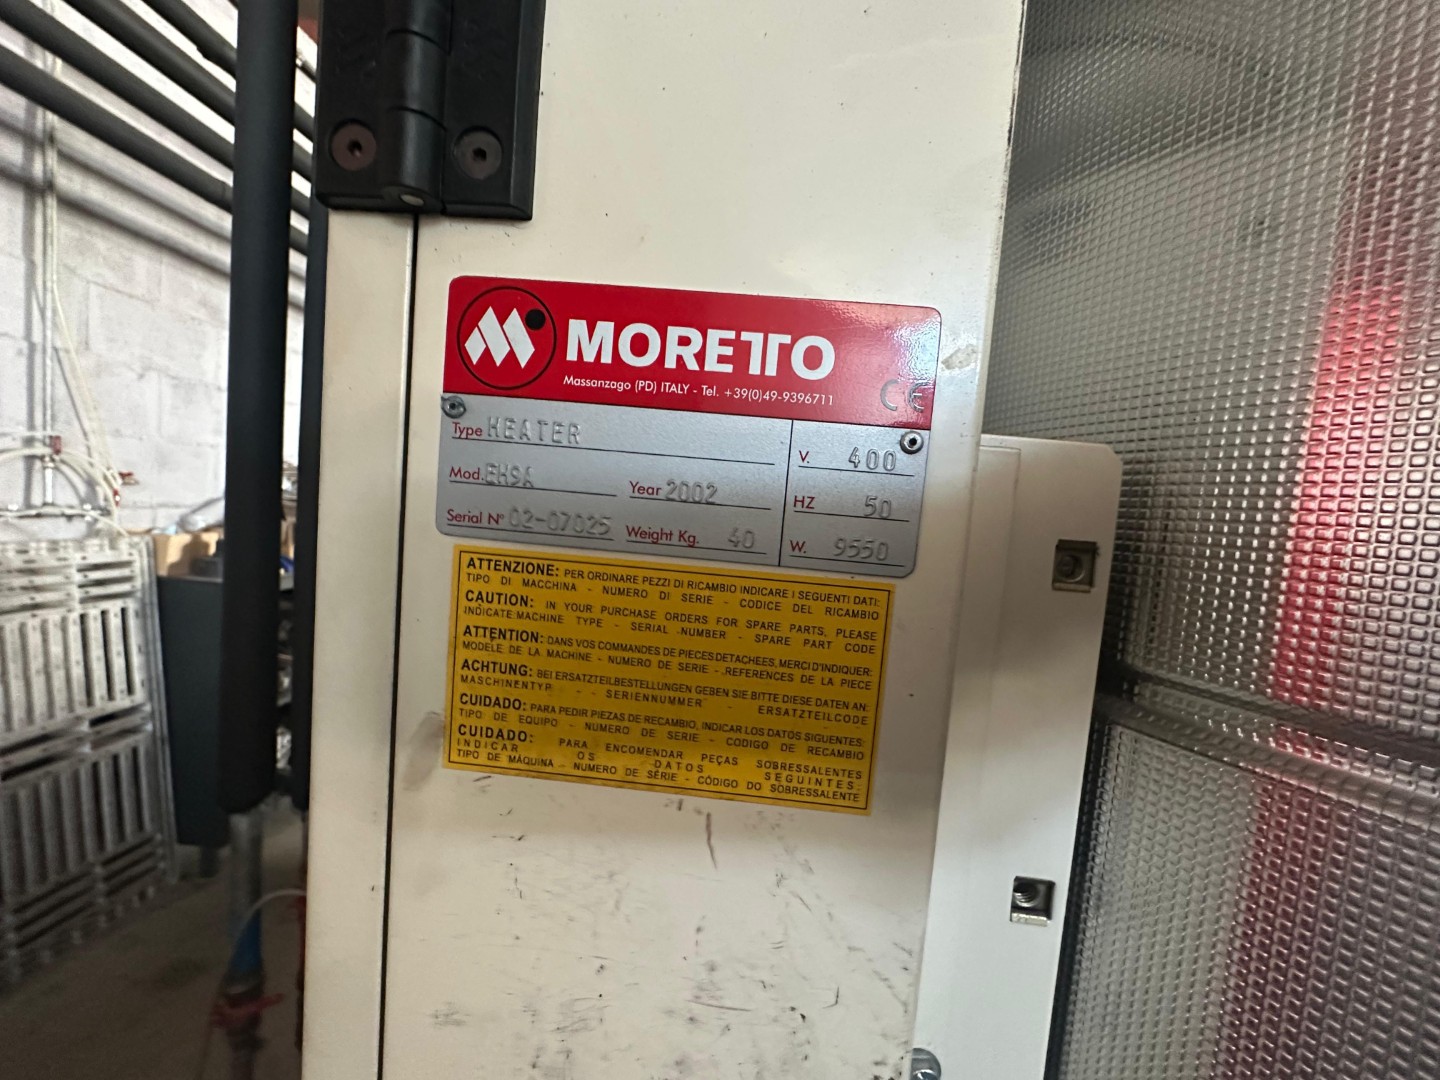 MORETTO
Massanzago (PD) ITALY - Tel. +39(0)49-9396711
CE
Type HEATER
Mod. EH9A Year 2002
Serial N° 02-07025 Weight Kg. 40
V. 400
HZ 50
W. 9550
ATTENZIONE: PER ORDINARE PEZZI DI RICAMBIO INDICARE I SEGUENTI DATI:
TIPO DI MACCHINA - NUMERO DI SERIE - CODICE DEL RICAMBIO
CAUTION: IN YOUR PURCHASE ORDERS FOR SPARE PARTS, PLEASE
INDICATE: MACHINE TYPE - SERIAL NUMBER - SPARE PART CODE
ATTENTION: DANS VOS COMMANDES DE PIECES DETACHEES, MERCI D'INDIQUER:
MODELE DE LA MACHINE - NUMERO DE SERIE - REFERENCES DE LA PIECE
ACHTUNG: BEI ERSATZTEILBESTELLUNGEN GEBEN SIE BITTE DIESE DATEN AN:
MASCHINENTYP - - SERIENNUMMER - ERSATZTEILCODE
CUIDADO: PARA PEDIR PIEZAS DE RECAMBIO, INDICAR LOS DATOS SIGUENTES:
TIPO DE EQUIPO - NUMERO DE SERIE - CODIGO DE RECAMBIO
CUIDADO: PARA ENCOMENDAR PEÇAS SOBRESSALENTES
INDICAR OS DATOS SEGUINTES:
TIPO DE MÁQUINA - NUMERO DE SÉRIE - CÓDIGO DO SOBRESSALENTE